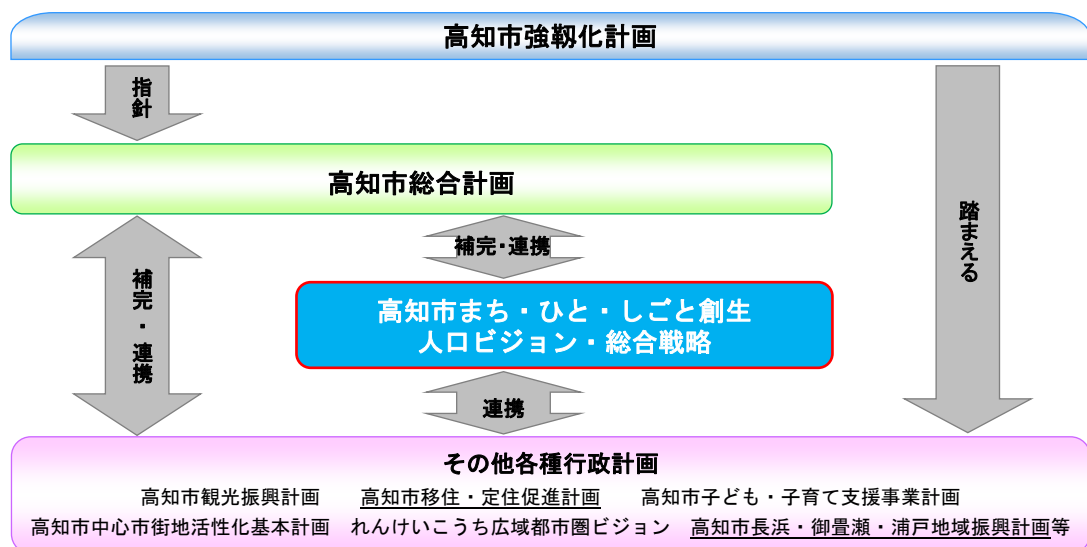 高知市強靱化計画
指針
高知市総合計画
踏まえる
補完・連携
補完・連携
高知市まち・ひと・しごと創生
人口ビジョン・総合戦略
連携
その他各種行政計画
高知市観光振興計画 高知市移住・定住促進計画 高知市子ども・子育て支援事業計画
高知市中心市街地活性化基本計画 れんけいこうち広域都市圏ビジョン 高知市長浜・御畳瀬・浦戸地域振興計画等